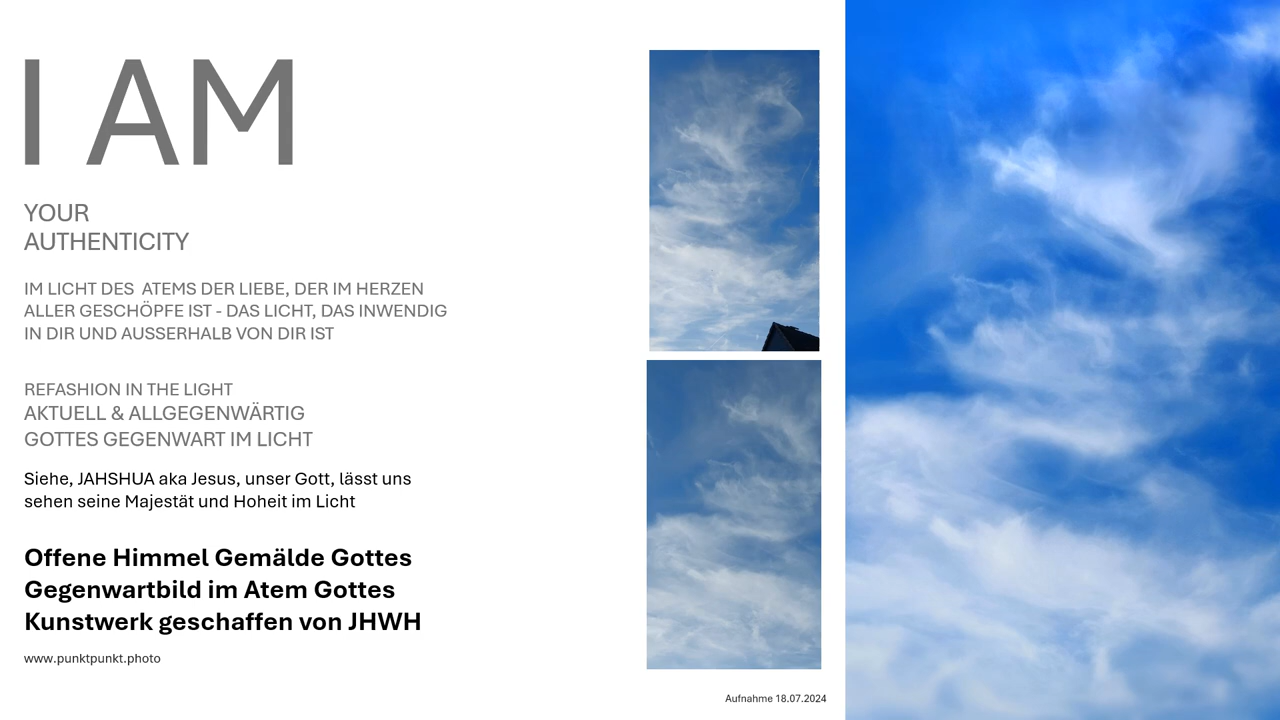 I AM
YOUR
AUTHENTICITY
IM LICHT DES  ATEMS DER LIEBE, DER IM HERZEN
ALLER GESCHÖPFE IST - DAS LICHT, DAS INWENDIG
IN DIR UND AUSSERHALB VON DIR IST
REFASHION IN THE LIGHT
AKTUELL & ALLGEGENWÄRTIG
GOTTES GEGENWART IM LICHT
Siehe, JAHSHUA aka Jesus, unser Gott, lässt uns
sehen seine Majestät und Hoheit im Licht
Offene Himmel Gemälde Gottes
Gegenwartbild im Atem Gottes
Kunstwerk geschaffen von JHWH
www.punktpunkt.photo
Aufnahme 18.07.2024